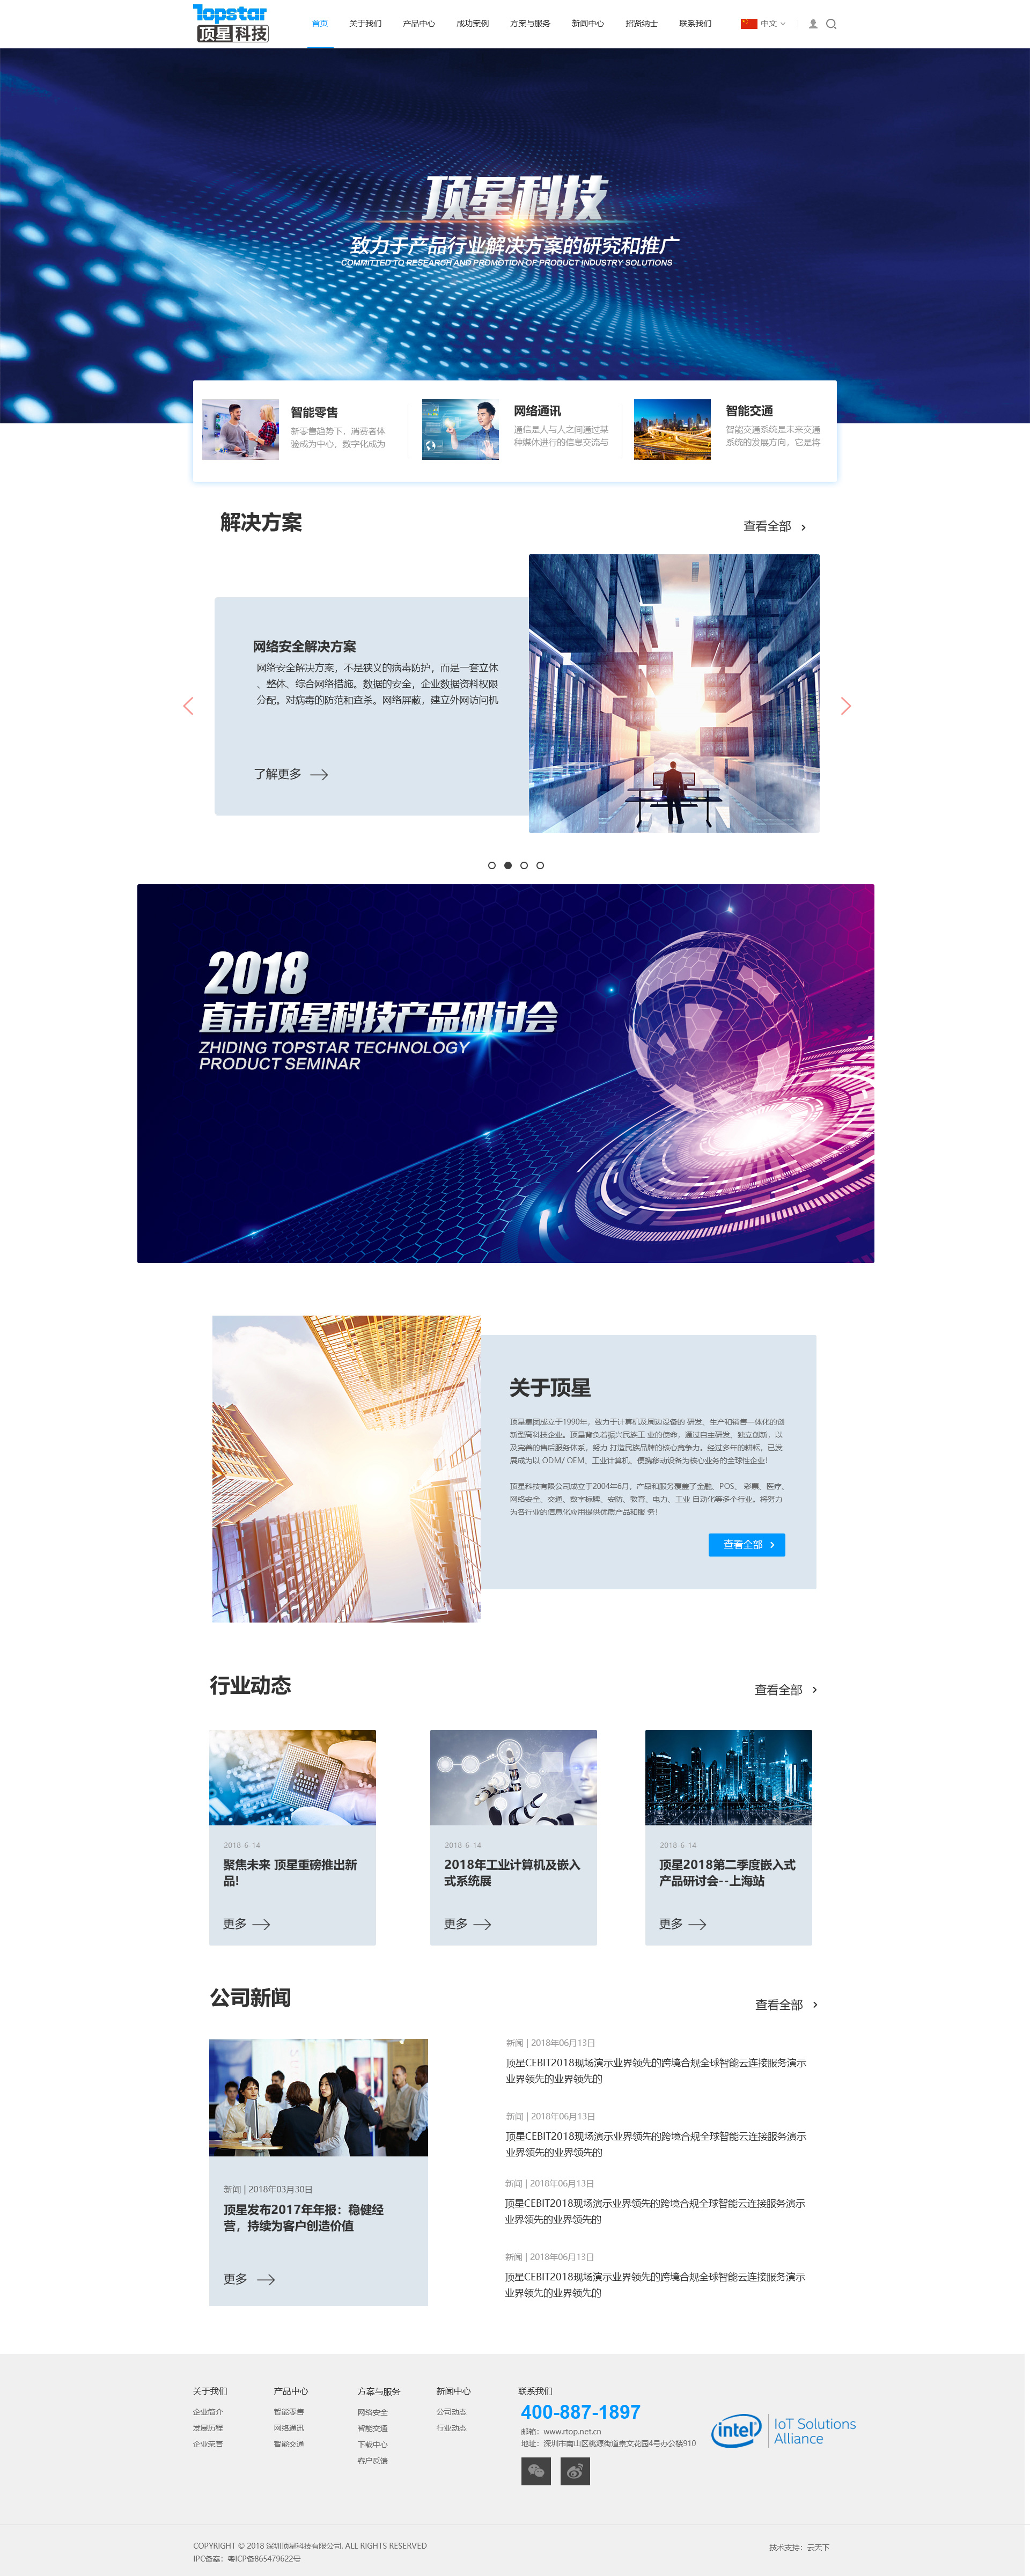 Topstar
顶星科技
首页 关于我们 产品中心 成功案例 方案与服务 新闻中心 招贤纳士 联系我们 中文
顶星科技
致力于产品行业解决方案的研究和推广
COMMITTED TO RESEARCH AND PROMOTION OF PRODUCT INDUSTRY SOLUTIONS
智能零售
新零售趋势下，消费者体
验成为中心，数字化成为
网络通讯
通信是人与人之间通过某
种媒体进行的信息交流与
智能交通
智能交通系统是未来交通
系统的发展方向，它是将
解决方案
查看全部
网络安全解决方案
网络安全解决方案，不是狭义的病毒防护，而是一套立体
、整体、综合网络措施。数据的安全，企业数据资料权限
分配。对病毒的防范和查杀。网络屏蔽，建立外网访问机
了解更多
2018
直击顶星科技产品研讨会
ZHIDING TOPSTAR TECHNOLOGY
PRODUCT SEMINAR
关于顶星
顶星集团成立于1990年，致力于计算机及周边设备的 研发、生产和销售一体化的创
新型高科技企业。顶星背负着振兴民族工 业的使命，通过自主研发、独立创新，以
及完善的售后服务体系，努力 打造民族品牌的核心竞争力。经过多年的耕耘，已发
展成为以 ODM/ OEM、工业计算机、便携移动设备为核心业务的全球性企业！
顶星科技有限公司成立于2004年6月，产品和服务覆盖了金融、POS、 彩票、医疗、
网络安全、交通、数字标牌、安防、教育、电力、工业 自动化等多个行业。将努力
为各行业的信息化应用提供优质产品和服 务！
查看全部
行业动态
查看全部
2018-6-14
聚焦未来 顶星重磅推出新
品!
更多
2018-6-14
2018年工业计算机及嵌入
式系统展
更多
2018-6-14
顶星2018第二季度嵌入式
产品研讨会--上海站
更多
公司新闻
查看全部
新闻 | 2018年03月30日
顶星发布2017年年报：稳健经
营，持续为客户创造价值
更多
新闻 | 2018年06月13日
顶星CEBIT2018现场演示业界领先的跨境合规全球智能云连接服务演示
业界领先的业界领先的
新闻 | 2018年06月13日
顶星CEBIT2018现场演示业界领先的跨境合规全球智能云连接服务演示
业界领先的业界领先的
新闻 | 2018年06月13日
顶星CEBIT2018现场演示业界领先的跨境合规全球智能云连接服务演示
业界领先的业界领先的
新闻 | 2018年06月13日
顶星CEBIT2018现场演示业界领先的跨境合规全球智能云连接服务演示
业界领先的业界领先的
关于我们
企业简介
发展历程
企业荣誉
产品中心
智能零售
网络通讯
智能交通
方案与服务
网络安全
智能交通
下载中心
客户反馈
新闻中心
公司动态
行业动态
联系我们
400-887-1897
邮箱：www.rtop.net.cn
地址：深圳市南山区桃源街道崇文花园4号办公楼910
intel
IoT Solutions
Alliance
COPYRIGHT © 2018 深圳顶星科技有限公司. ALL RIGHTS RESERVED
IPC备案：粤ICP备865479622号
技术支持：云天下